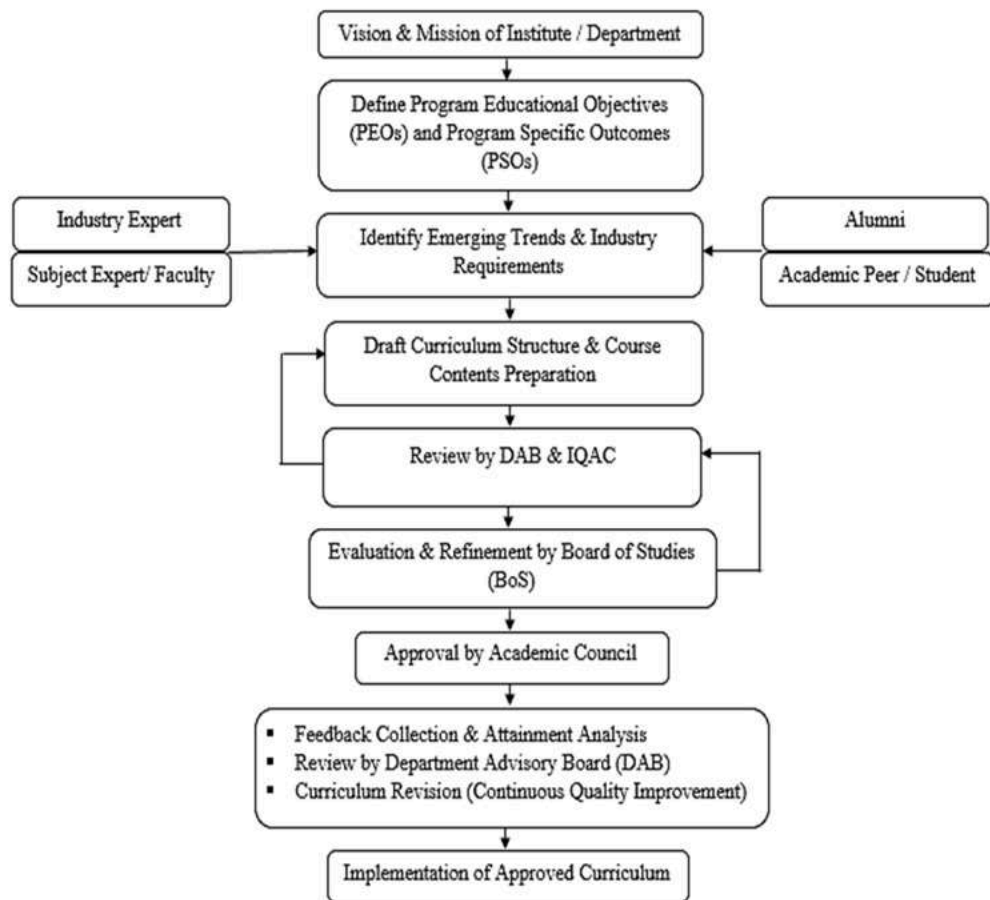 Vision & Mission of Institute / Department
Define Program Educational Objectives
(PEOs) and Program Specific Outcomes
(PSOs)
Industry Expert
Subject Expert/ Faculty
Identify Emerging Trends & Industry
Requirements
Alumni
Academic Peer / Student
Draft Curriculum Structure & Course
Contents Preparation
Review by DAB & IQAC
Evaluation & Refinement by Board of Studies
(BoS)
Approval by Academic Council
▪ Feedback Collection & Attainment Analysis
▪ Review by Department Advisory Board (DAB)
▪ Curriculum Revision (Continuous Quality Improvement)
Implementation of Approved Curriculum